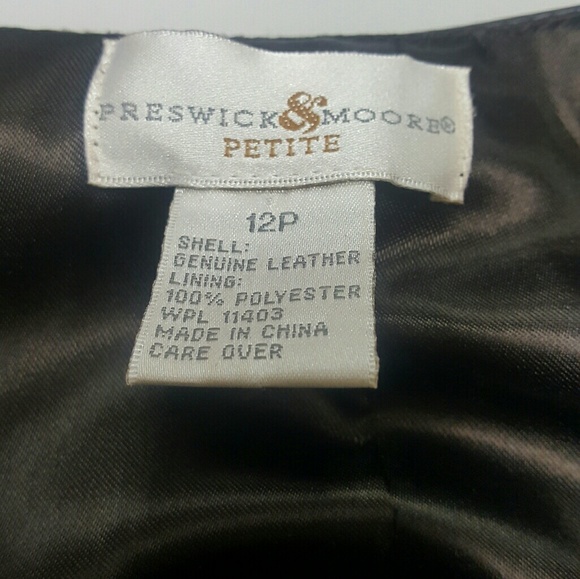 PRESWICK & MOORE®
PETITE
12P
SHELL:
GENUINE LEATHER
LINING:
100% POLYESTER
WPL 11403
MADE IN CHINA
CARE OVER